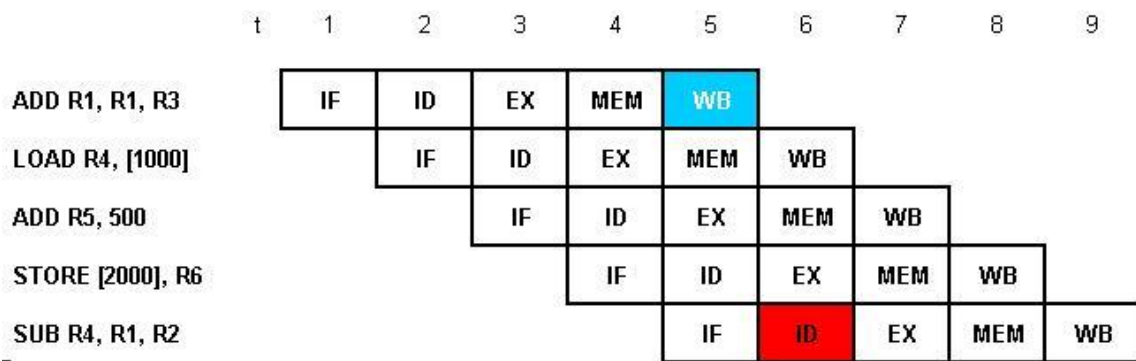 t 1 2 3 4 5 6 7 8 9
ADD R1, R1, R3 IF ID EX MEM WB
LOAD R4, [1000] IF ID EX MEM WB
ADD R5, 500 IF ID EX MEM WB
STORE [2000], R6 IF ID EX MEM WB
SUB R4, R1, R2 IF ID EX MEM WB